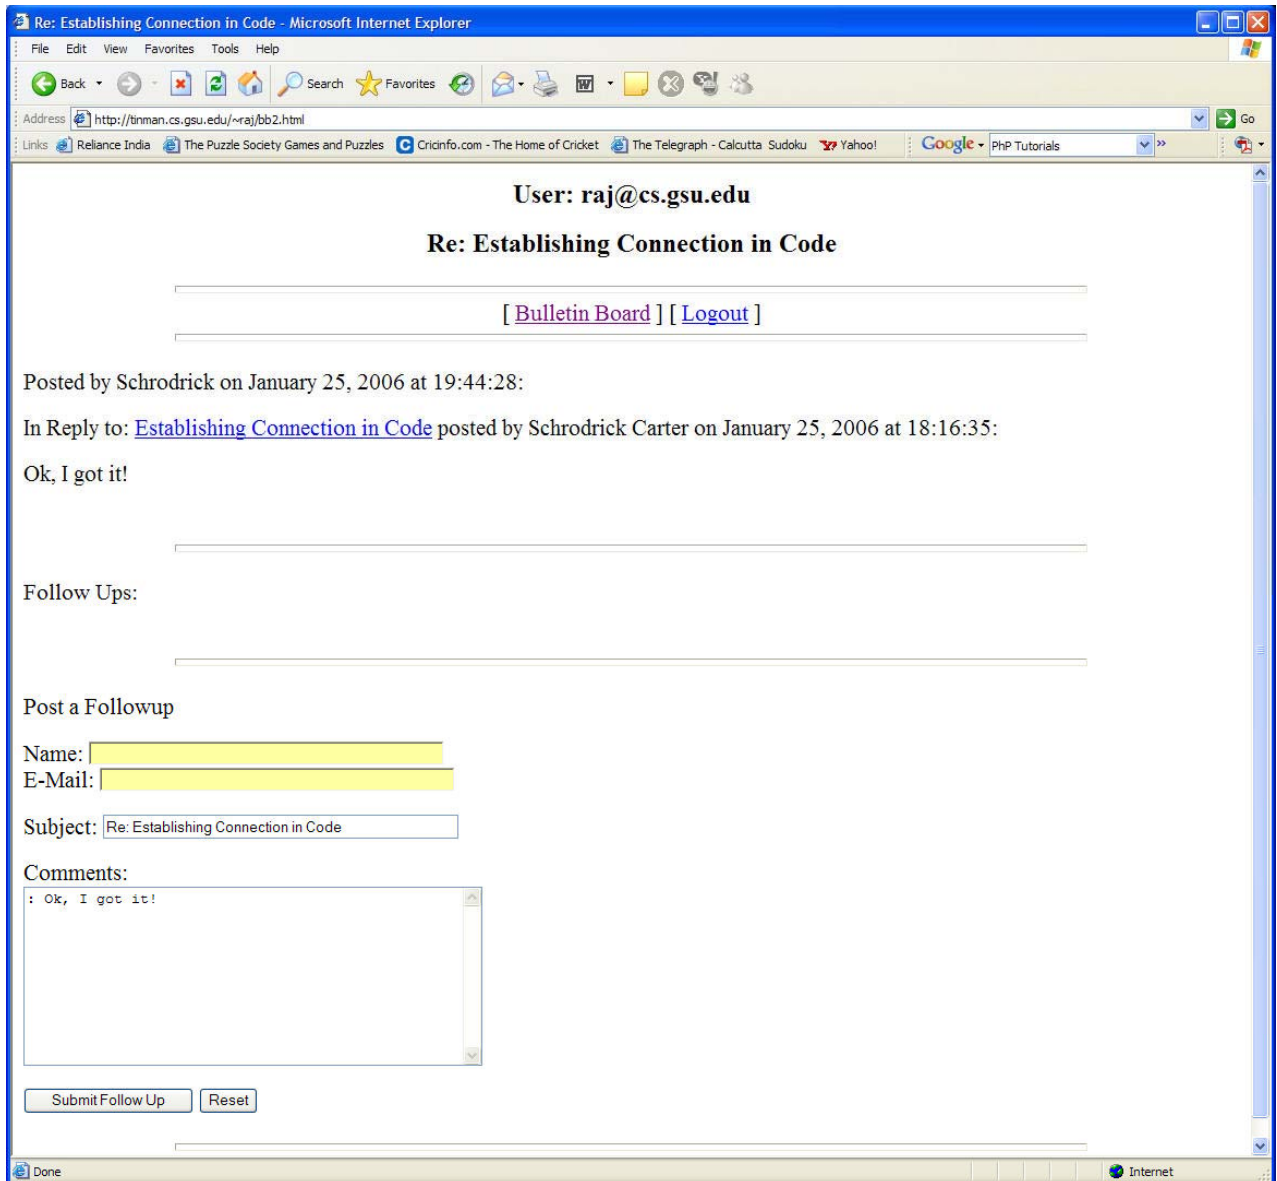 Re: Establishing Connection in Code - Microsoft Internet Explorer
File Edit View Favorites Tools Help
Back Search Favorites
Address http://tinman.cs.gsu.edu/~raj/bb2.html Go
Links Reliance India The Puzzle Society Games and Puzzles Cricinfo.com - The Home of Cricket The Telegraph - Calcutta Sudoku Yahoo! Google PhP Tutorials »
User: raj@cs.gsu.edu
Re: Establishing Connection in Code
[ Bulletin Board ] [ Logout ]
Posted by Schrodrick on January 25, 2006 at 19:44:28:
In Reply to: Establishing Connection in Code posted by Schrodrick Carter on January 25, 2006 at 18:16:35:
Ok, I got it!
Follow Ups:
Post a Followup
Name:
E-Mail:
Subject: Re: Establishing Connection in Code
Comments:
: Ok, I got it!
Submit Follow Up Reset
Done Internet